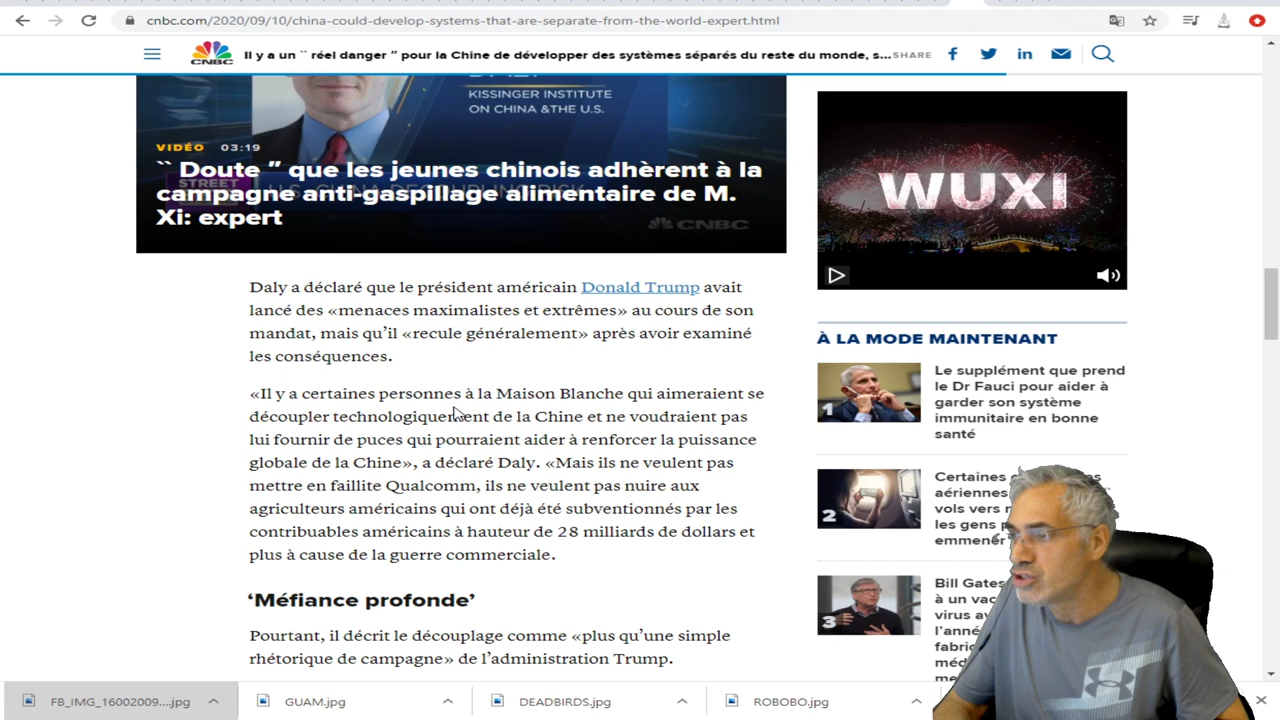 cnbc.com/2020/09/10/china-could-develop-systems-that-are-separate-from-the-world-expert.html
CNBC
Il y a un `` réel danger '' pour la Chine de développer des systèmes séparés du reste du monde, s...
SHARE
KISSINGER INSTITUTE
ON CHINA & THE U.S.
VIDÉO 03:19
`` Doute '' que les jeunes chinois adhèrent à la
campagne anti-gaspillage alimentaire de M.
Xi: expert
STREET
CNBC
Daly a déclaré que le président américain Donald Trump avait
lancé des «menaces maximalistes et extrêmes» au cours de son
mandat, mais qu’il «recule généralement» après avoir examiné
les conséquences.
«Il y a certaines personnes à la Maison Blanche qui aimeraient se
découpler technologiquement de la Chine et ne voudraient pas
lui fournir de puces qui pourraient aider à renforcer la puissance
globale de la Chine», a déclaré Daly. «Mais ils ne veulent pas
mettre en faillite Qualcomm, ils ne veulent pas nuire aux
agriculteurs américains qui ont déjà été subventionnés par les
contribuables américains à hauteur de 28 milliards de dollars et
plus à cause de la guerre commerciale.
‘Méfiance profonde’
Pourtant, il décrit le découplage comme «plus qu’une simple
rhétorique de campagne» de l’administration Trump.
WUXI
À LA MODE MAINTENANT
1
Le supplément que prend
le Dr Fauci pour aider à
garder son système
immunitaire en bonne
santé
2
Certaines
aériennes
vols vers
les gens
emmener
3
Bill Gates
à un
virus
l’année
FB_IMG_16002009....jpg
GUAM.jpg
DEADBIRDS.jpg
ROBOBO.jpg